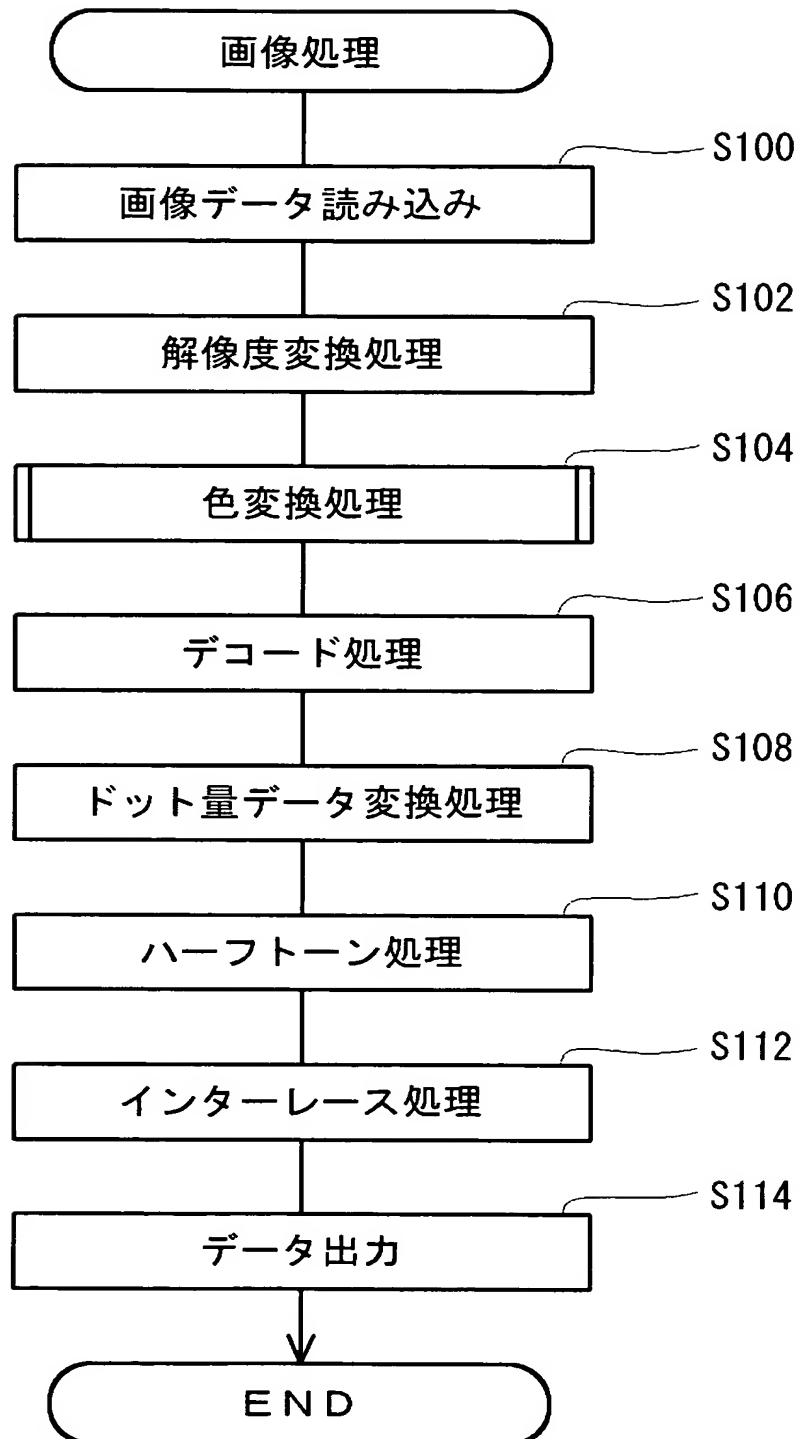 画像処理
S100
画像データ読み込み
S102
解像度変換処理
S104
色変換処理
S106
デコード処理
S108
ドット量データ変換処理
S110
ハーフトーン処理
S112
インターレース処理
S114
データ出力
END